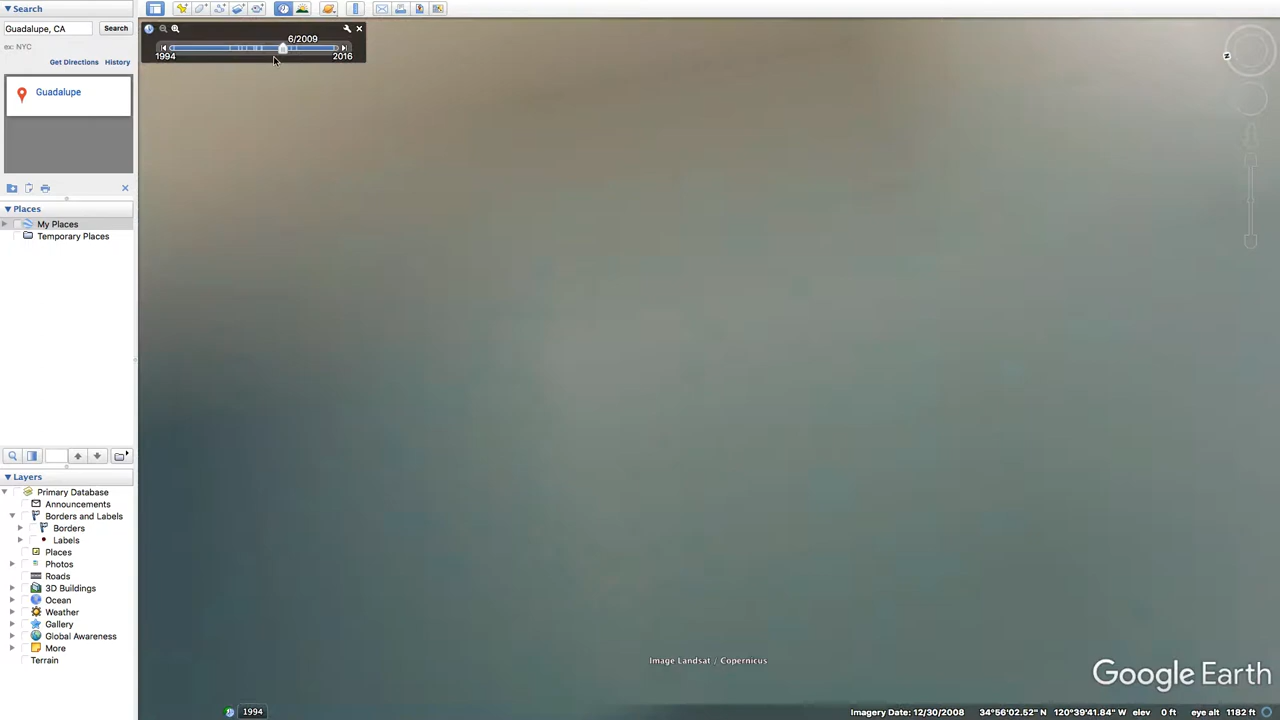 Search
Guadalupe, CA
Search
ex: NYC
Get Directions
History
Guadalupe
Places
My Places
Temporary Places
Layers
Primary Database
Announcements
Borders and Labels
Borders
Labels
Places
Photos
Roads
3D Buildings
Ocean
Weather
Gallery
Global Awareness
More
Terrain
6/2009
1994
2016
Image Landsat / Copernicus
Google Earth
1994
Imagery Date: 12/30/2008 34°56'02.52" N 120°39'41.84" W elev 0 ft eye alt 1182 ft